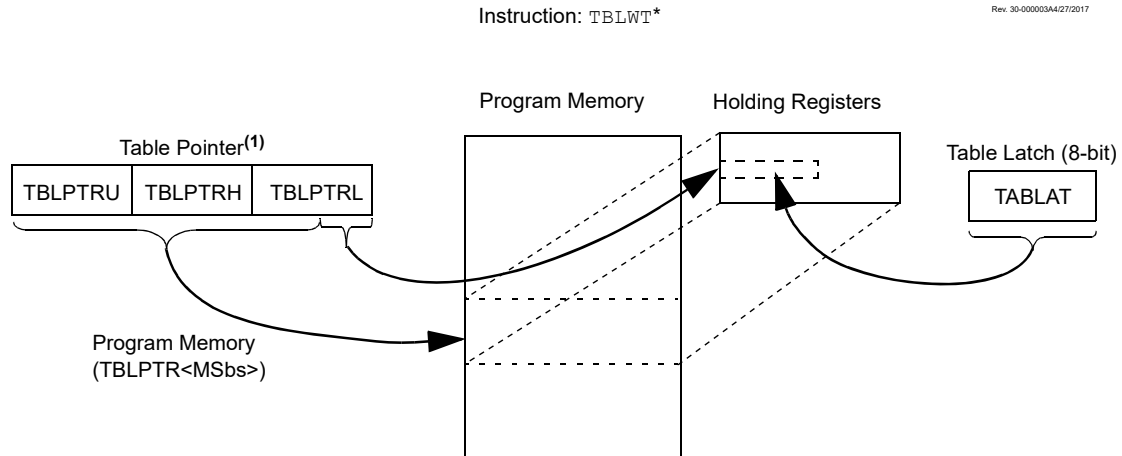 Instruction: TBLWT*
Rev. 30-000003A4/27/2017
Program Memory
Holding Registers
Table Pointer(1)
Table Latch (8-bit)
TBLPTRU
TBLPTRH
TBLPTRL
TABLAT
Program Memory
(TBLPTR<MSbs>)